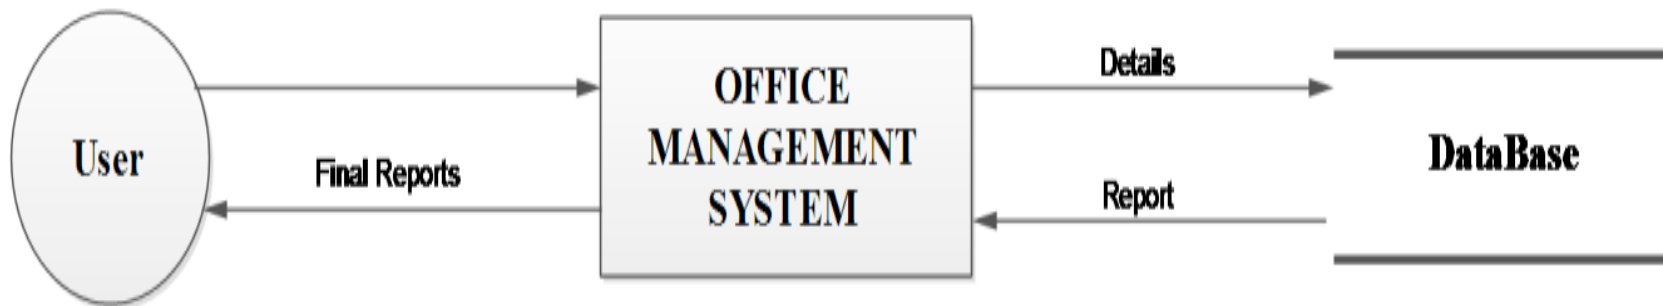 User
Final Reports
OFFICE
MANAGEMENT
SYSTEM
Details
Report
DataBase